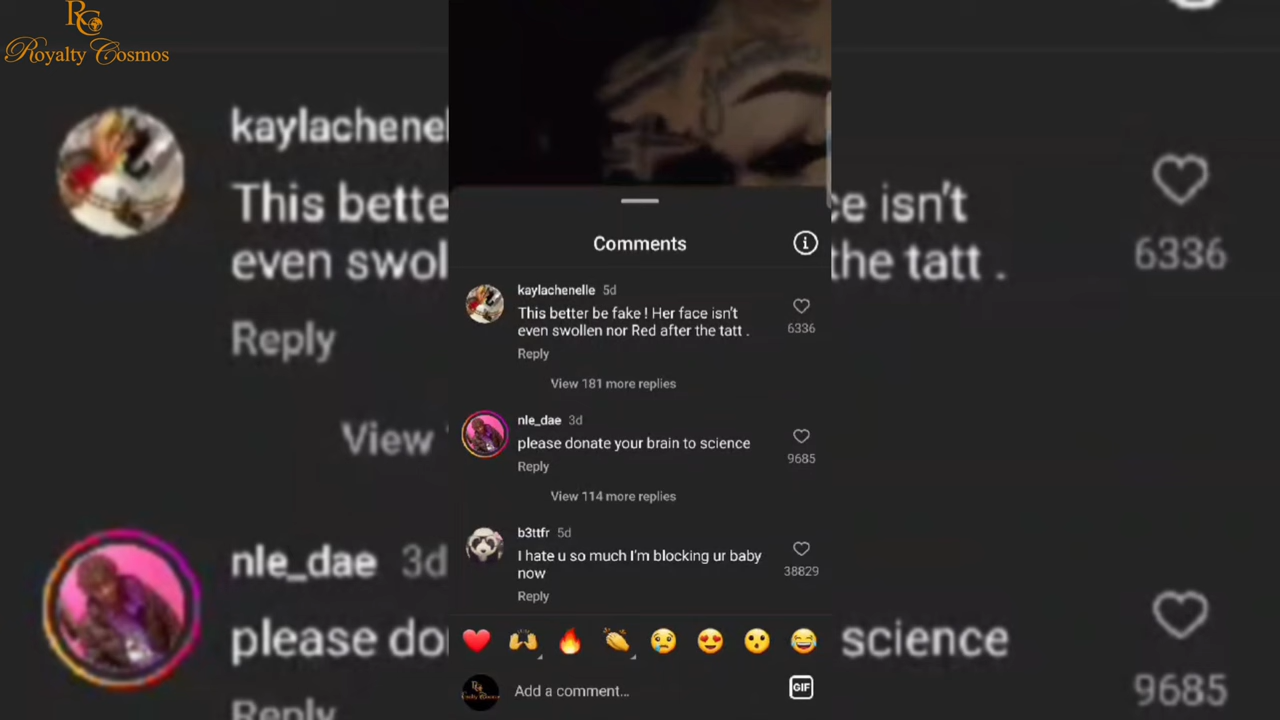 RC
Royalty Cosmos
kaylachenel
This bette
even swol
Reply
View
nle_dae 3d
please do
Reply
Comments
kaylachenelle 5d
This better be fake ! Her face isn't
even swollen nor Red after the tatt .
6336
Reply
View 181 more replies
nle_dae 3d
please donate your brain to science
9685
Reply
View 114 more replies
b3ttfr 5d
I hate u so much I'm blocking ur baby
now
38829
Reply
Add a comment...
GIF
ce isn't
the tatt .
6336
science
9685